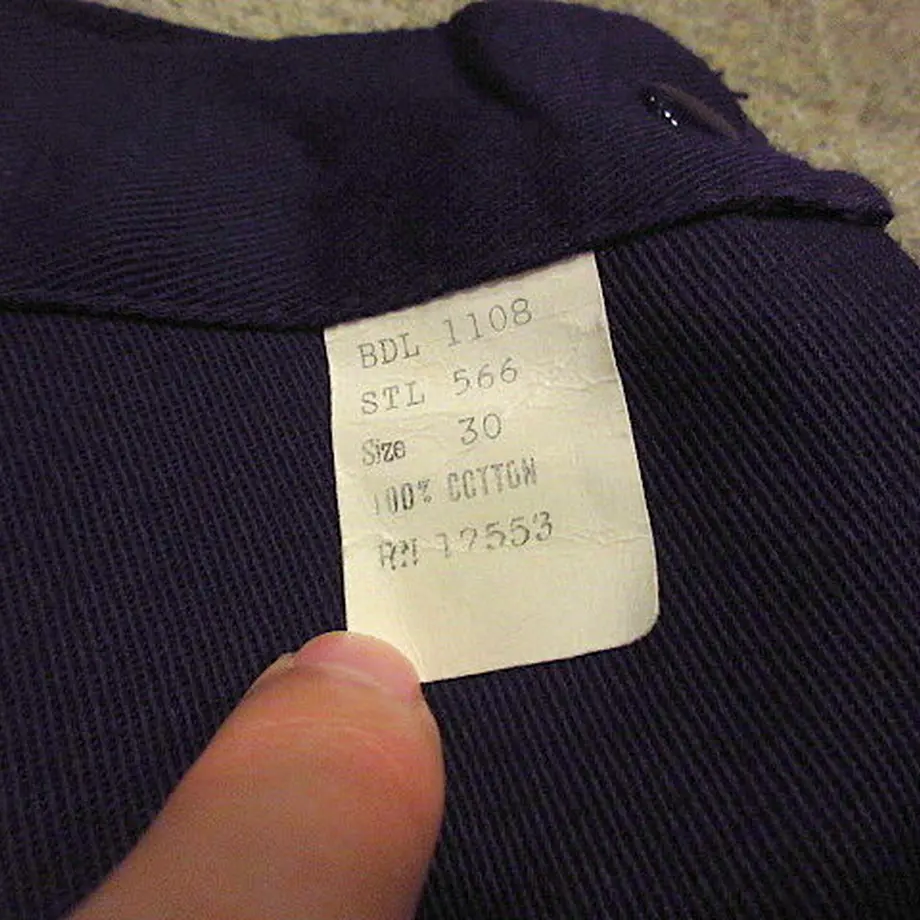 BDL 1108
STL 566
Size 30
100% COTTON
RN 17553